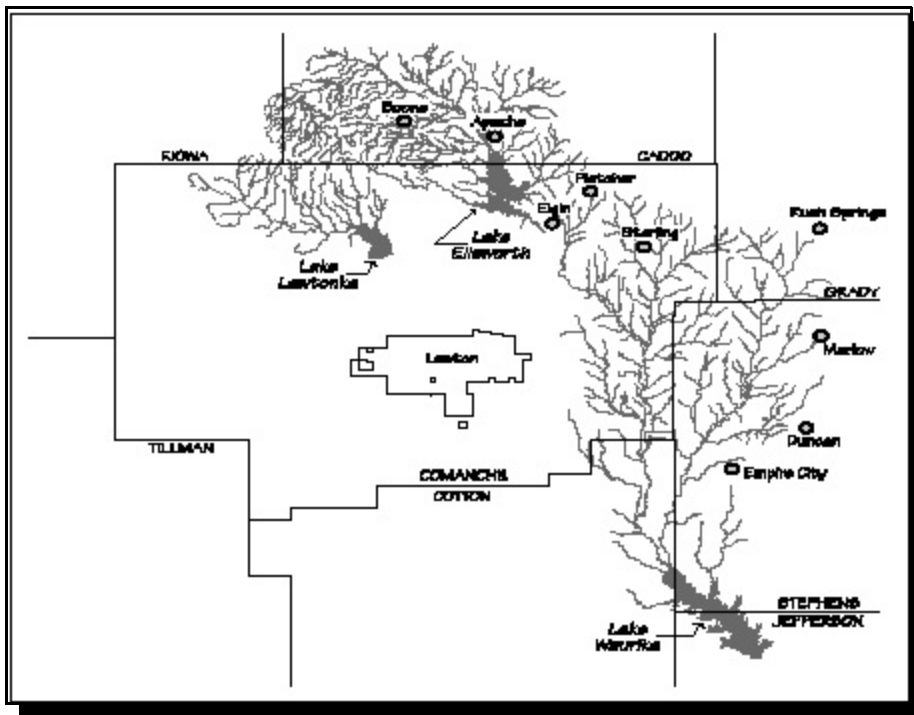 Boone
Apache
KIOWA
CADDO
Fletcher
Elgin
Rush Springs
Sterling
Lake
Ellsworth
Lake
Lawtonka
GRADY
Marlow
Lawton
Duncan
TILLMAN
COMANCHE
COTTON
Empire City
STEPHENS
JEFFERSON
Lake
Waurika